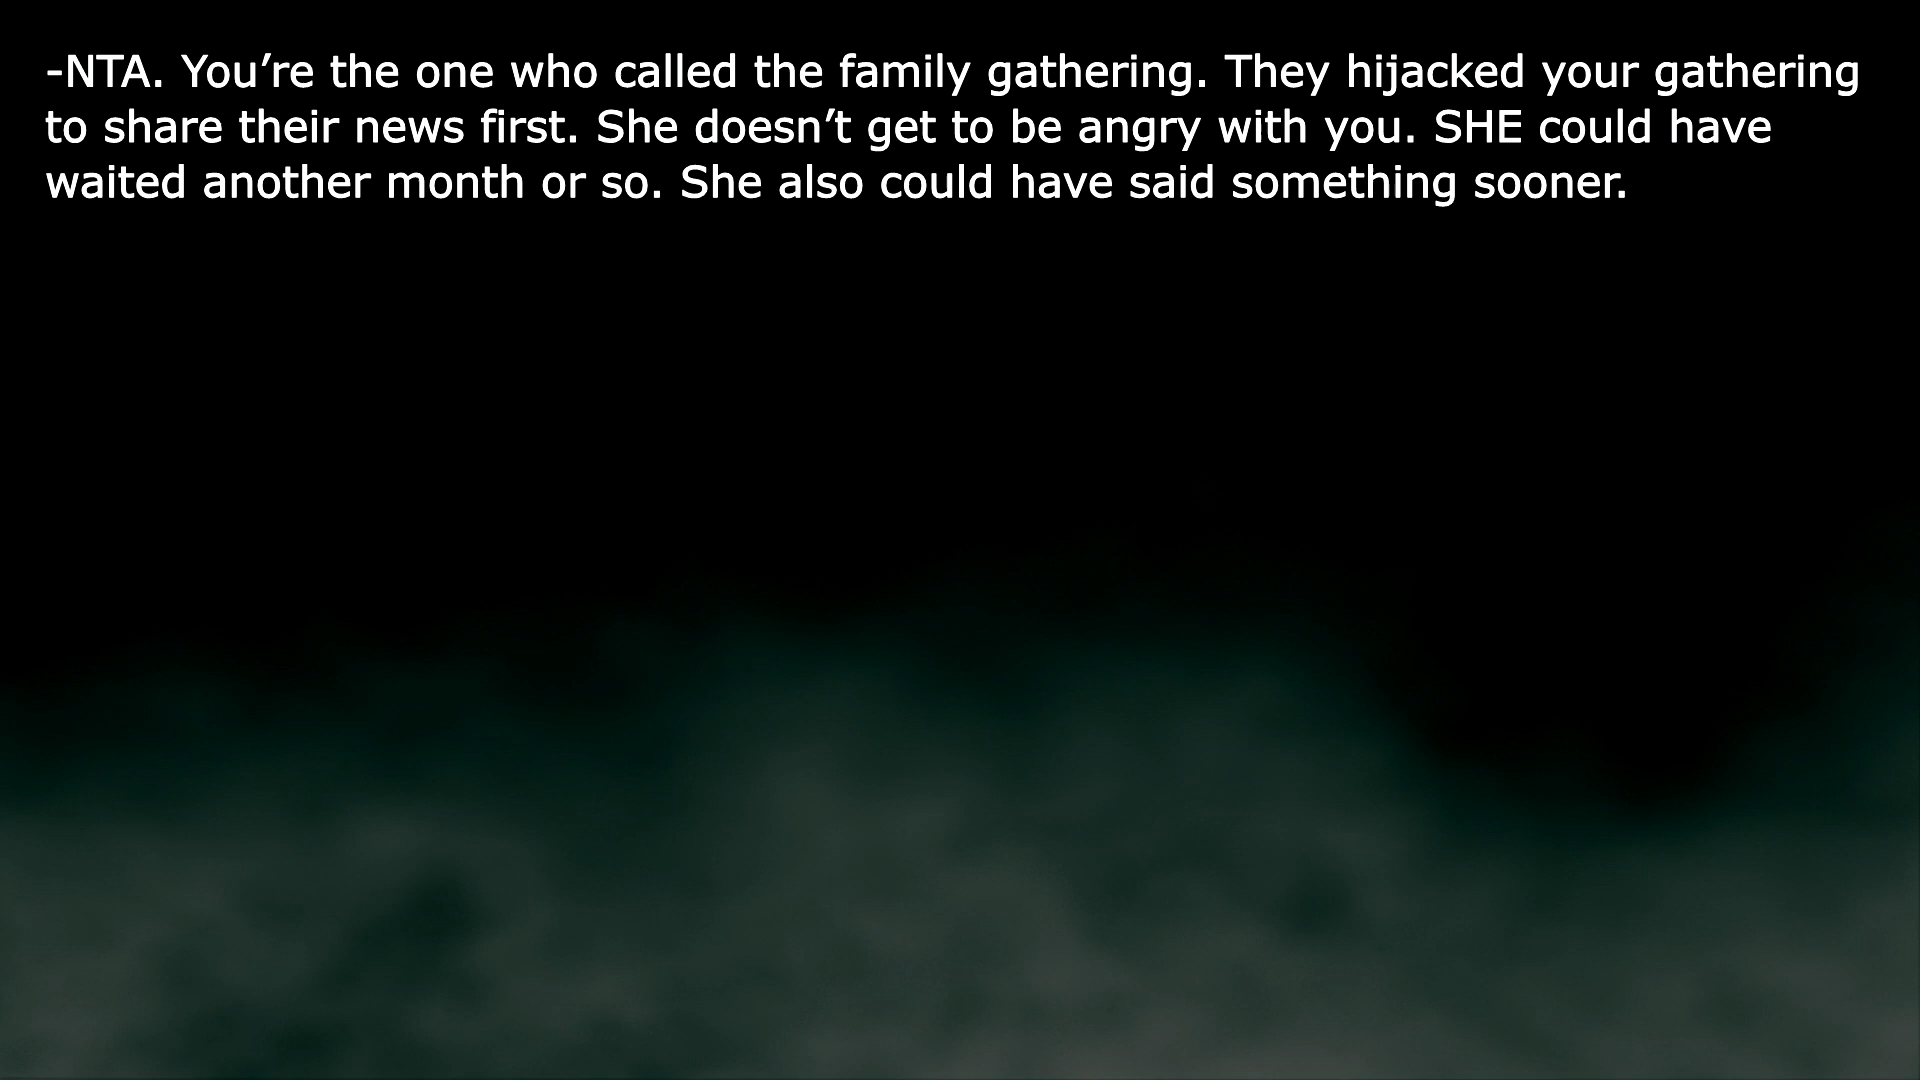 -NTA. You’re the one who called the family gathering. They hijacked your gathering
to share their news first. She doesn’t get to be angry with you. SHE could have
waited another month or so. She also could have said something sooner.